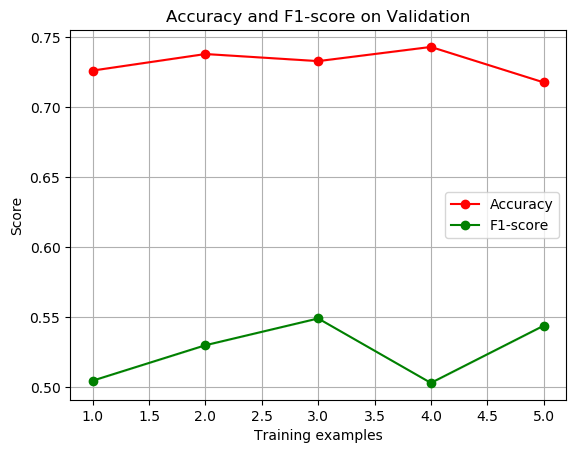 Accuracy and F1-score on Validation
0.75
0.70
0.65
0.60
0.55
0.50
Score
Accuracy
F1-score
1.0 1.5 2.0 2.5 3.0 3.5 4.0 4.5 5.0
Training examples